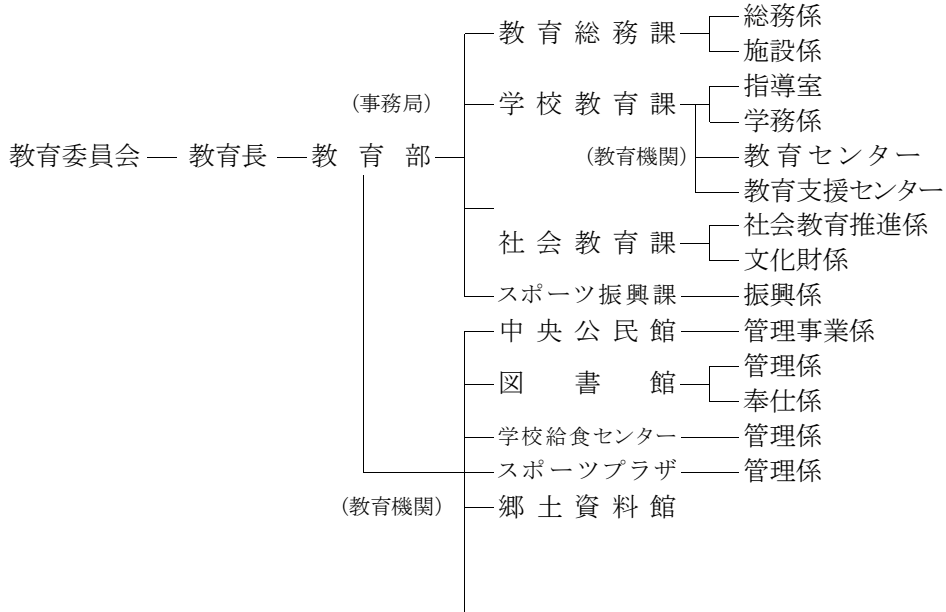 教育総務課
総務係
施設係
(事務局)
学校教育課
指導室
学務係
教育委員会
教育長
教育部
(教育機関)
教育センター
教育支援センター
社会教育課
社会教育推進係
文化財係
スポーツ振興課
振興係
中央公民館
管理事業係
図書館
管理係
奉仕係
学校給食センター
管理係
スポーツプラザ
管理係
(教育機関)
郷土資料館